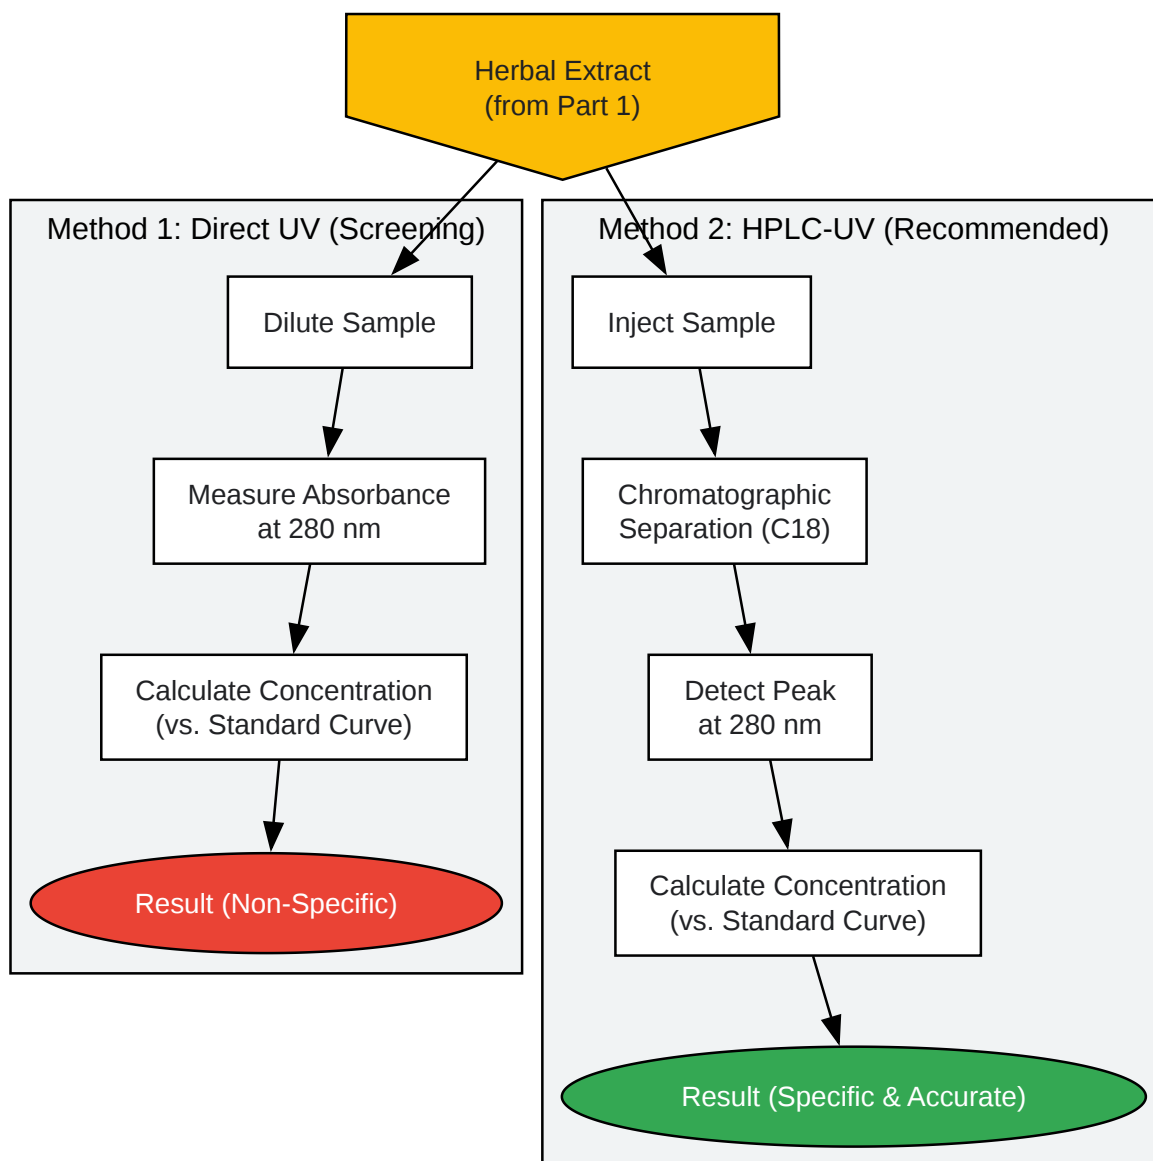 Herbal Extract
(from Part 1)
Method 1: Direct UV (Screening)
Dilute Sample
Measure Absorbance
at 280 nm
Calculate Concentration
(vs. Standard Curve)
Result (Non-Specific)
Method 2: HPLC-UV (Recommended)
Inject Sample
Chromatographic
Separation (C18)
Detect Peak
at 280 nm
Calculate Concentration
(vs. Standard Curve)
Result (Specific & Accurate)